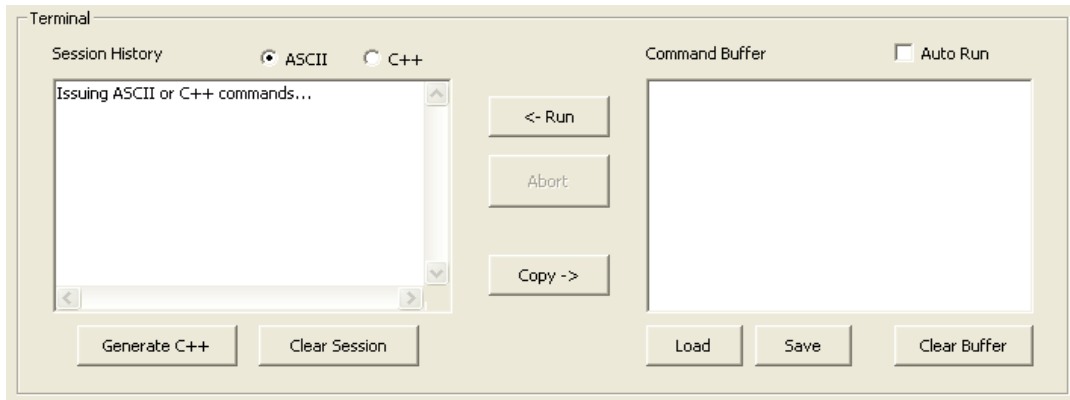 Terminal
Session History ASCII C++ Command Buffer Auto Run
Issuing ASCII or C++ commands...
<- Run
Abort
Copy ->
Generate C++ Clear Session Load Save Clear Buffer